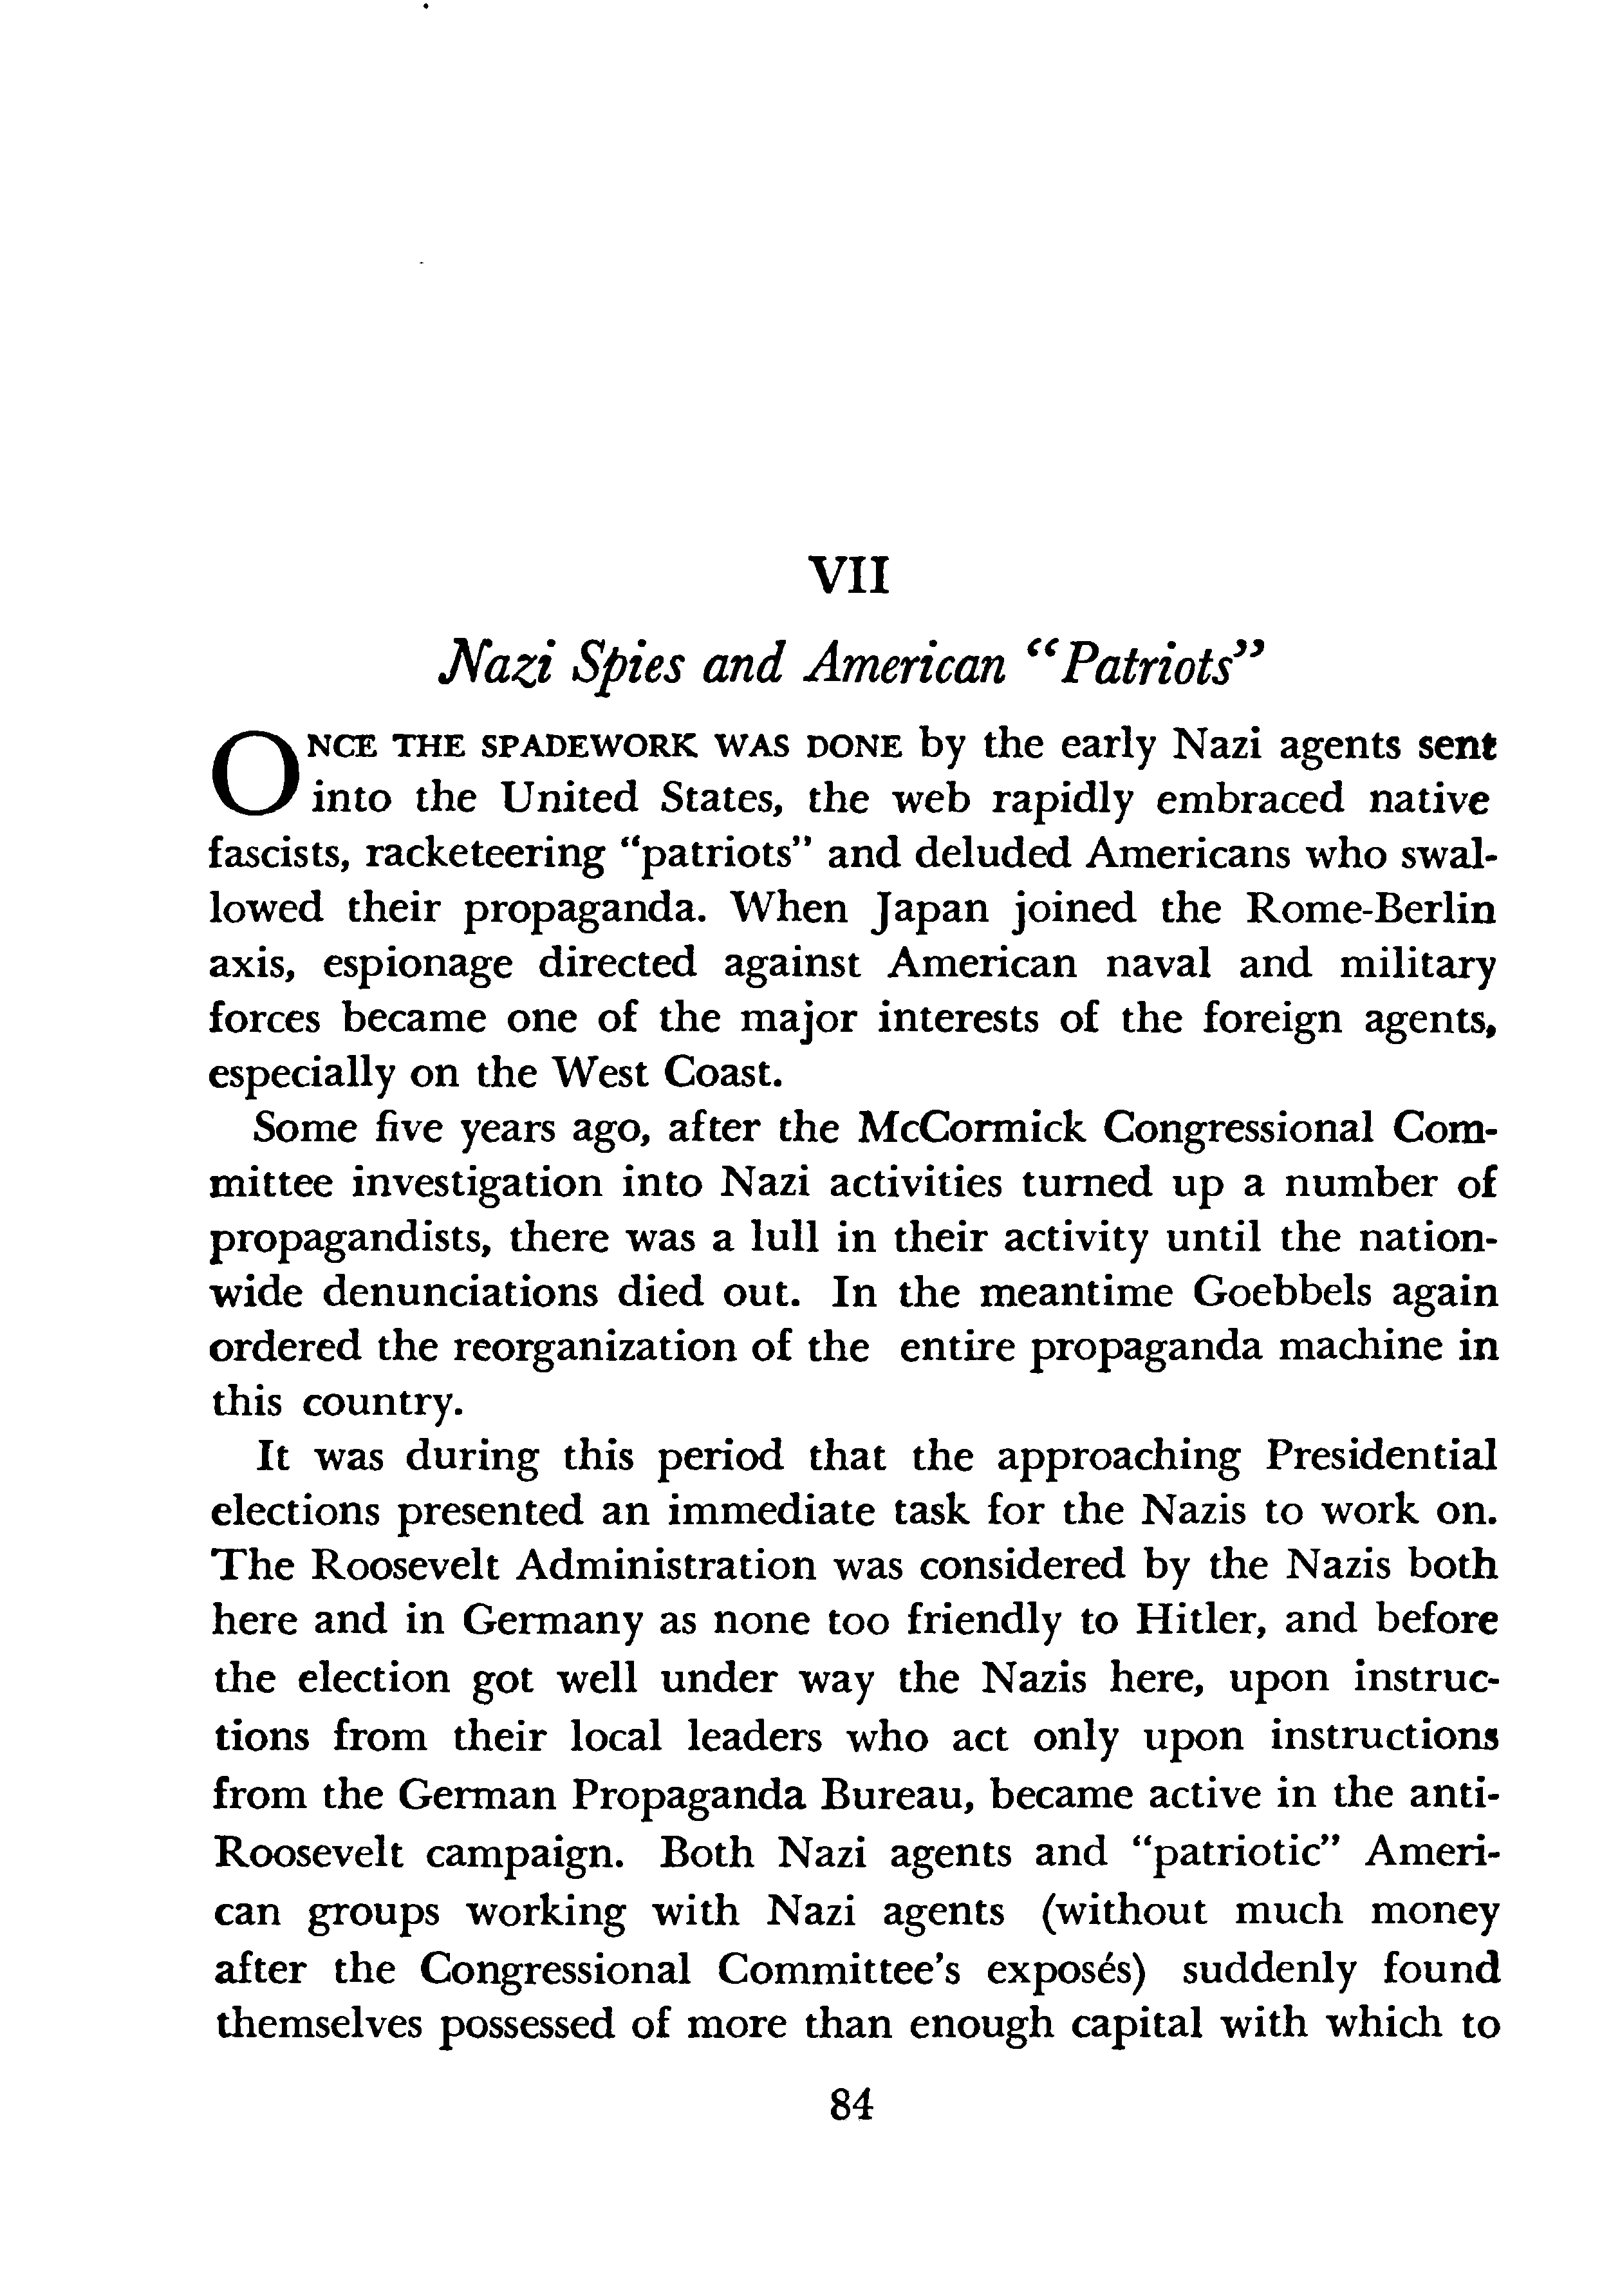 VII
Nazi Spies and American “Patriots”
ONCE THE SPADEWORK WAS DONE by the early Nazi agents sent
into the United States, the web rapidly embraced native
fascists, racketeering “patriots” and deluded Americans who swal-
lowed their propaganda. When Japan joined the Rome-Berlin
axis, espionage directed against American naval and military
forces became one of the major interests of the foreign agents,
especially on the West Coast.
Some five years ago, after the McCormick Congressional Com-
mittee investigation into Nazi activities turned up a number of
propagandists, there was a lull in their activity until the nation-
wide denunciations died out. In the meantime Goebbels again
ordered the reorganization of the entire propaganda machine in
this country.
It was during this period that the approaching Presidential
elections presented an immediate task for the Nazis to work on.
The Roosevelt Administration was considered by the Nazis both
here and in Germany as none too friendly to Hitler, and before
the election got well under way the Nazis here, upon instruc-
tions from their local leaders who act only upon instructions
from the German Propaganda Bureau, became active in the anti-
Roosevelt campaign. Both Nazi agents and “patriotic” Ameri-
can groups working with Nazi agents (without much money
after the Congressional Committee's exposés) suddenly found
themselves possessed of more than enough capital with which to
84